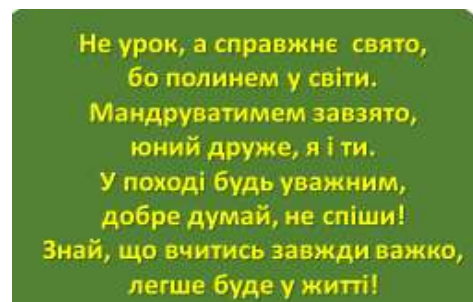 Не урок, а справжнє свято,
бо полинем у світи.
Мандруватимем завзято,
юний друже, я і ти.
У поході будь уважним,
добре думай, не спіши!
Знай, що вчитись завжди важко,
легше буде у житті!